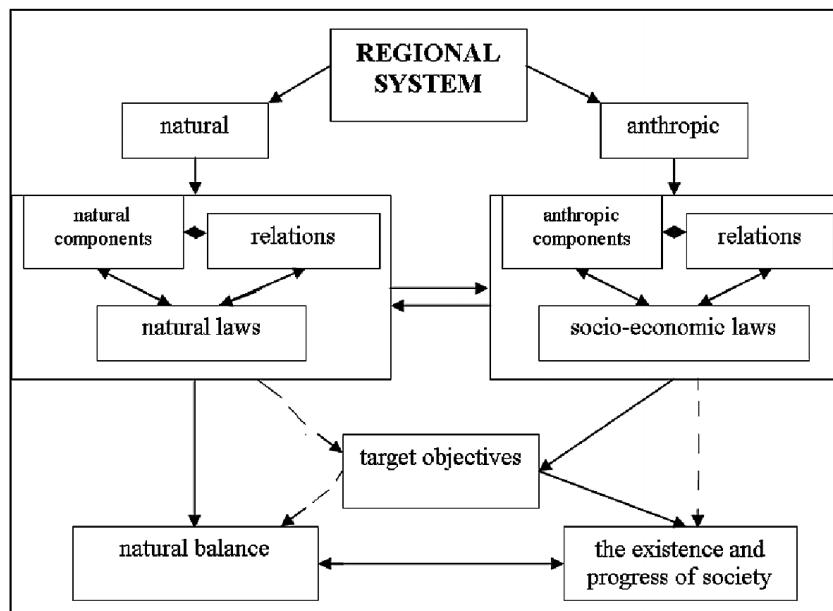 REGIONAL
SYSTEM
natural
anthropic
natural
components
relations
natural laws
anthropic
components
relations
socio-economic laws
target objectives
natural balance
the existence and
progress of society